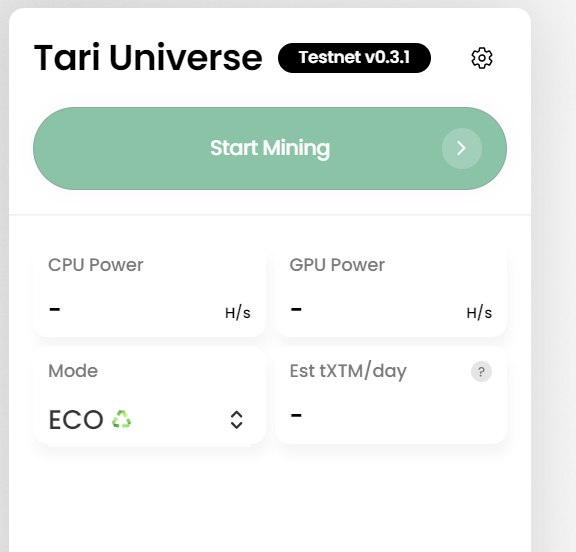 Tari Universe Testnet v0.3.1
Start Mining
CPU Power
- H/s
GPU Power
- H/s
Mode
ECO
Est tXTM/day ?
-